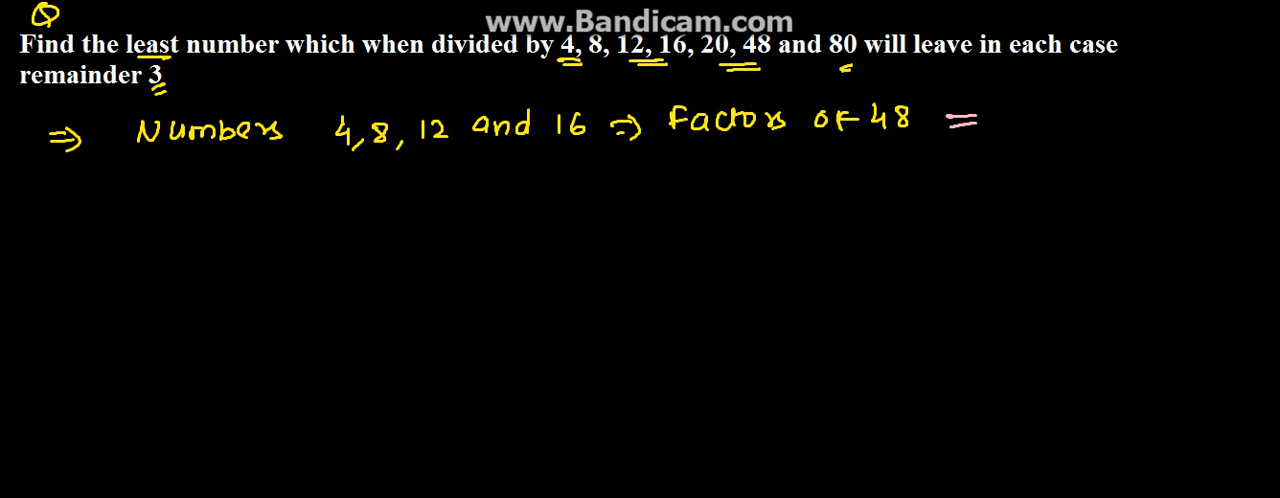 Q
www.Bandicam.com
Find the least number which when divided by 4, 8, 12, 16, 20, 48 and 80 will leave in each case
remainder 3
⇒ Numbers 4, 8, 12 and 16 ⇒ Factors of 48 =